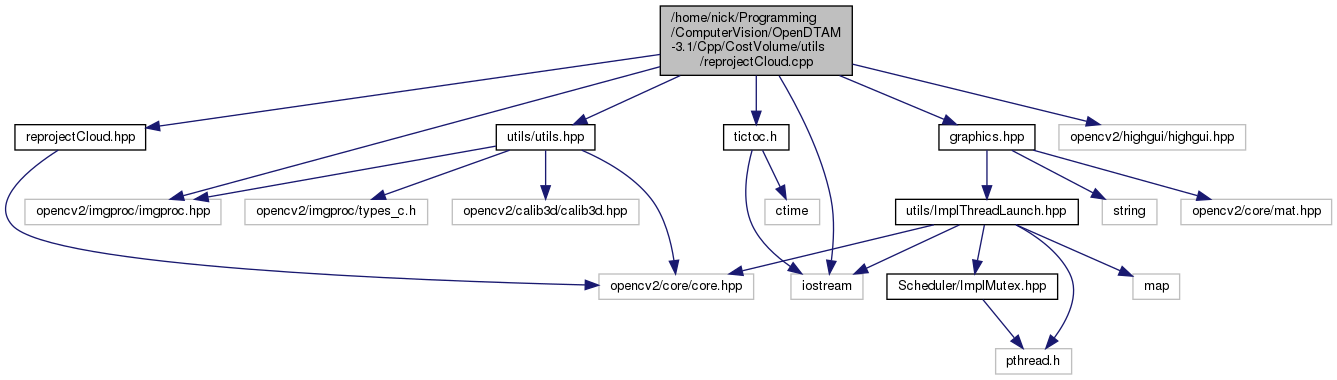 /home/nick/Programming
/ComputerVision/OpenDTAM
-3.1/Cpp/CostVolume/utils
/reprojectCloud.cpp
reprojectCloud.hpp
utils/utils.hpp
tictoc.h
graphics.hpp
opencv2/highgui/highgui.hpp
opencv2/imgproc/imgproc.hpp
opencv2/imgproc/types_c.h
opencv2/calib3d/calib3d.hpp
ctime
utils/ImplThreadLaunch.hpp
string
opencv2/core/mat.hpp
opencv2/core/core.hpp
iostream
Scheduler/ImplMutex.hpp
map
pthread.h